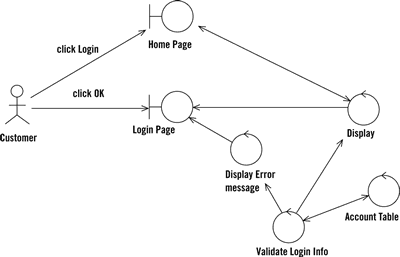 Home Page
click Login
click OK
Customer
Login Page
Display
Display Error
message
Account Table
Validate Login Info